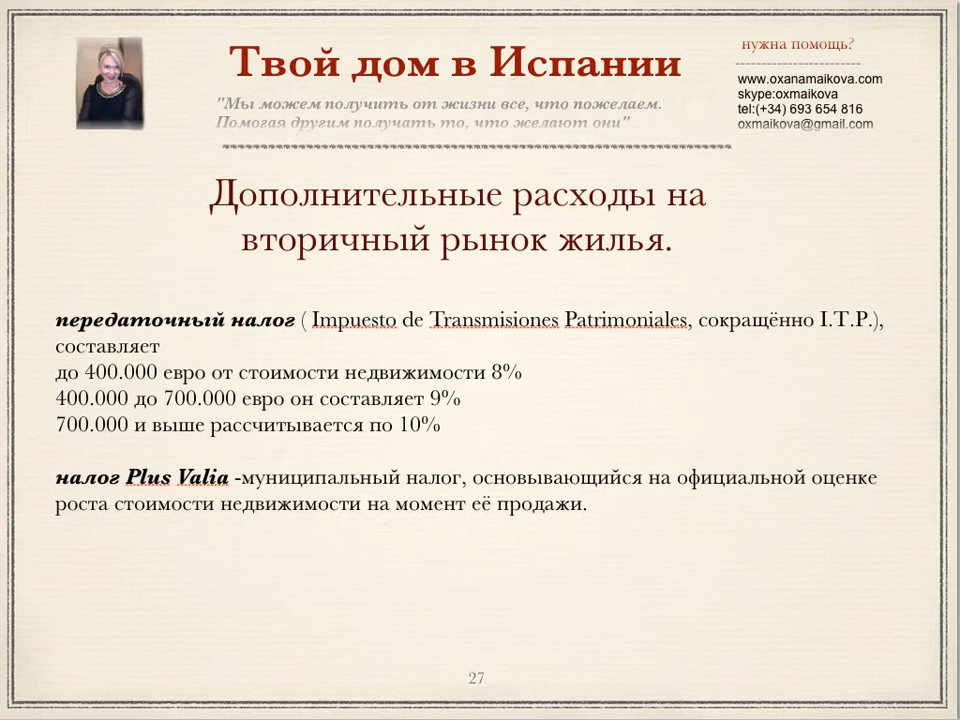 Твой дом в Испании
"Мы можем получить от жизни все, что пожелаем.
Помогая другим получать то, что желают они"
нужна помощь?
www.oxanamaikova.com
skype:oxmaikova
tel:(+34) 693 654 816
oxmaikova@gmail.com
Дополнительные расходы на
вторичный рынок жилья.
передаточный налог ( Impuesto de Transmisiones Patrimoniales, сокращённо I.T.P.),
составляет
до 400.000 евро от стоимости недвижимости 8%
400.000 до 700.000 евро он составляет 9%
700.000 и выше рассчитывается по 10%
налог Plus Valia -муниципальный налог, основывающийся на официальной оценке
роста стоимости недвижимости на момент её продажи.
27